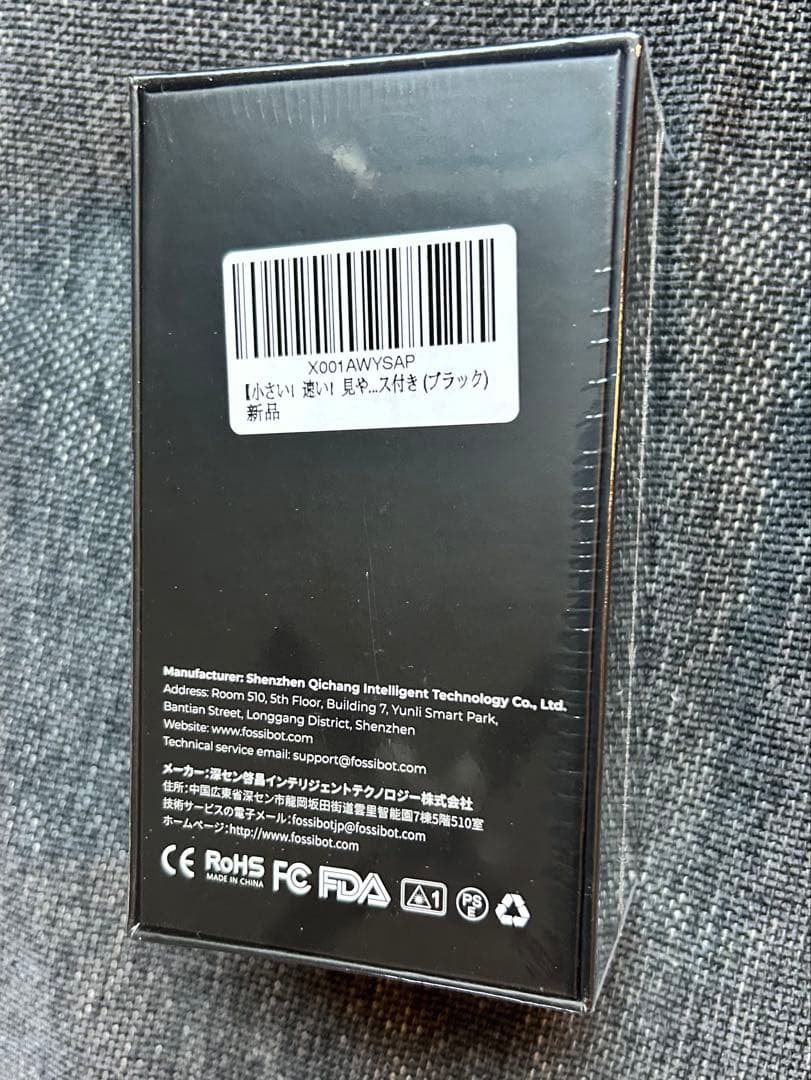 X001AWYSAP
【小さい！速い！見や...ス付き (ブラック)
新品
Manufacturer: Shenzhen Qichang Intelligent Technology Co., Ltd.
Address: Room 510, 5th Floor, Building 7, Yunli Smart Park,
Bantian Street, Longgang District, Shenzhen
Website: www.fossibot.com
Technical service email: support@fossibot.com
メーカー：深セン啓昌インテリジェントテクノロジー株式会社
住所：中国広東省深セン市龍岡坂田街道雲里智能園7棟5階510室
技術サービスの電子メール：fossibotjp@fossibot.com
ホームページ：http://www.fossibot.com
CE RoHS FC FDA 1 PS E
MADE IN CHINA